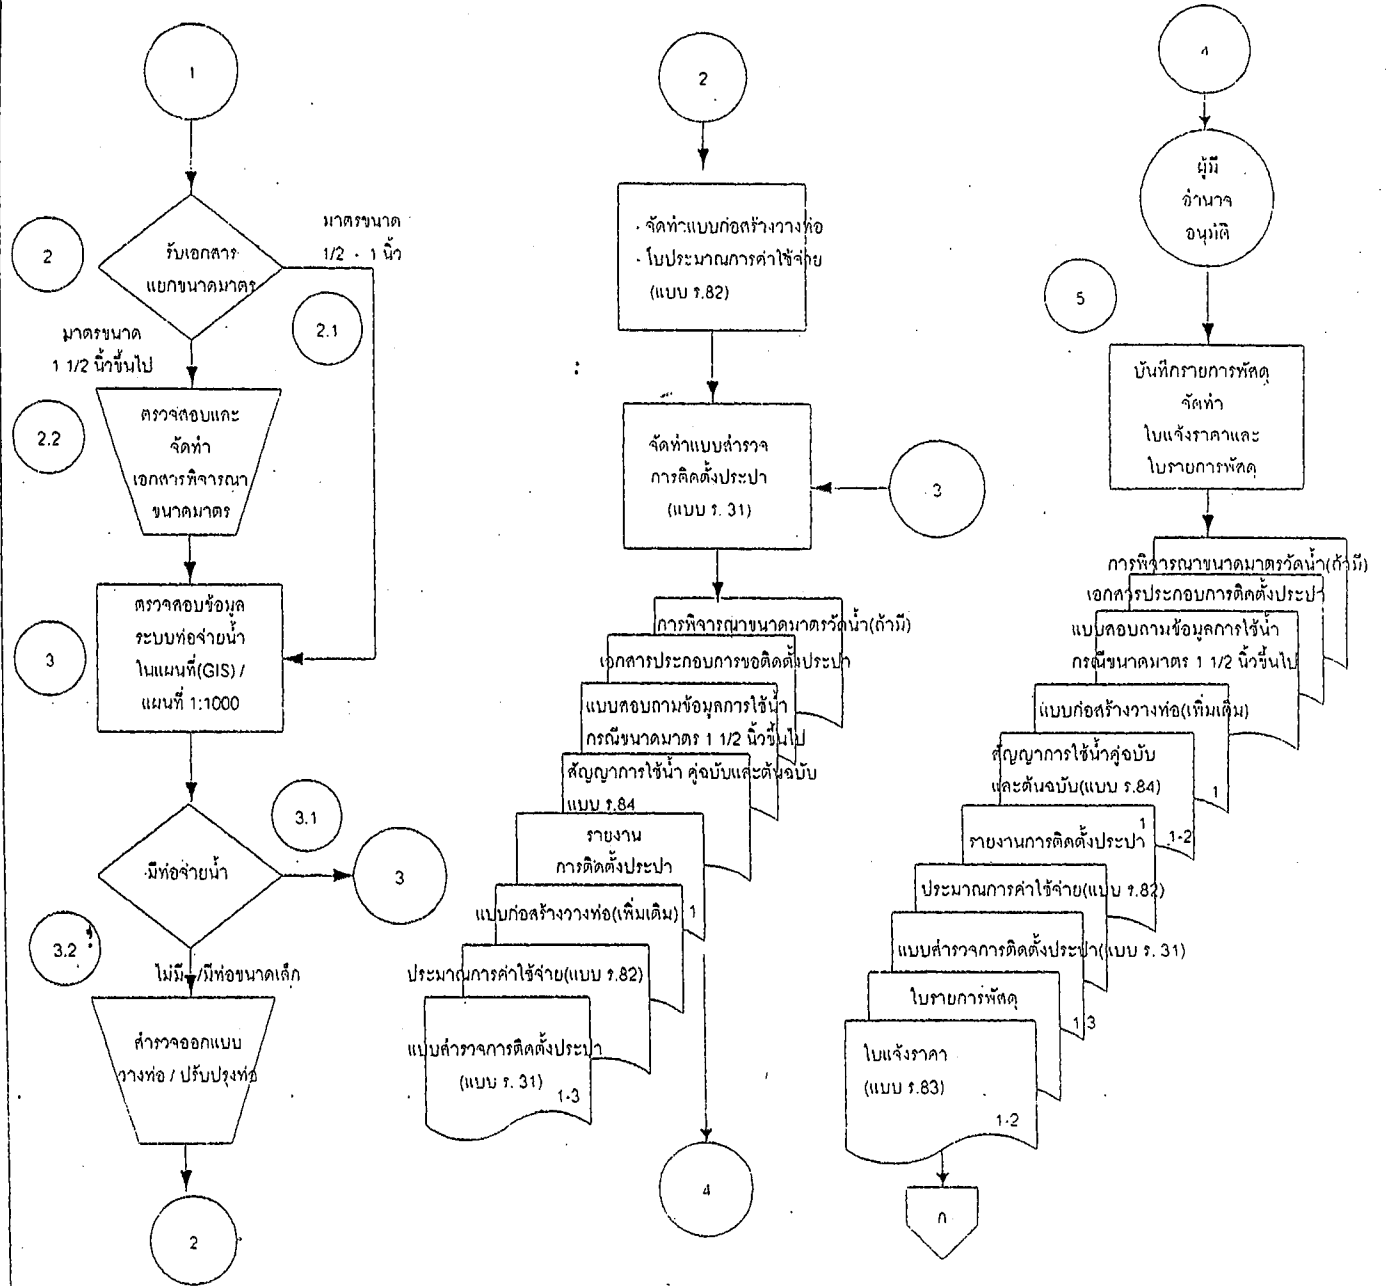 1
2
รับเอกสาร
แยกขนาดมาตร
มาตรขนาด
1/2 - 1 นิ้ว
2.1
มาตรขนาด
1 1/2 นิ้วขึ้นไป
2.2
ตรวจสอบและ
จัดทำ
เอกสารพิจารณา
ขนาดมาตร
3
ตรวจสอบข้อมูล
ระบบท่อจ่ายน้ำ
ในแผนที่(GIS) /
แผนที่ 1:1000
มีท่อจ่ายน้ำ
3.1
3
3.2
ไม่มี /มีท่อขนาดเล็ก
สำรวจออกแบบ
วางท่อ / ปรับปรุงท่อ
2
2
- จัดทำแบบก่อสร้างวางท่อ
- ใบประมาณการค่าใช้จ่าย
(แบบ ร.82)
จัดทำแบบสำรวจ
การติดตั้งประปา
(แบบ ร. 31)
3
การพิจารณาขนาดมาตรวัดน้ำ(ถ้ามี)
เอกสารประกอบการขอติดตั้งประปา
แบบสอบถามข้อมูลการใช้น้ำ
กรณีขนาดมาตร 1 1/2 นิ้วขึ้นไป
สัญญาการใช้น้ำ คู่ฉบับและต้นฉบับ
แบบ ร.84
รายงาน
การติดตั้งประปา
แบบก่อสร้างวางท่อ(เพิ่มเติม) 1
ประมาณการค่าใช้จ่าย(แบบ ร.82)
แบบสำรวจการติดตั้งประปา
(แบบ ร. 31)
1-3
4
4
ผู้มี
อำนาจ
อนุมัติ
5
บันทึกรายการพัสดุ
จัดทำ
ใบแจ้งราคาและ
ใบรายการพัสดุ
การพิจารณาขนาดมาตรวัดน้ำ(ถ้ามี)
เอกสารประกอบการติดตั้งประปา
แบบสอบถามข้อมูลการใช้น้ำ
กรณีขนาดมาตร 1 1/2 นิ้วขึ้นไป
แบบก่อสร้างวางท่อ(เพิ่มเติม)
สัญญาการใช้น้ำคู่ฉบับ
และต้นฉบับ(แบบ ร.84)
1
รายงานการติดตั้งประปา
1
1-2
ประมาณการค่าใช้จ่าย(แบบ ร.82)
แบบสำรวจการติดตั้งประปา(แบบ ร. 31)
ใบรายการพัสดุ
1-3
ใบแจ้งราคา
(แบบ ร.83)
1-2
ก